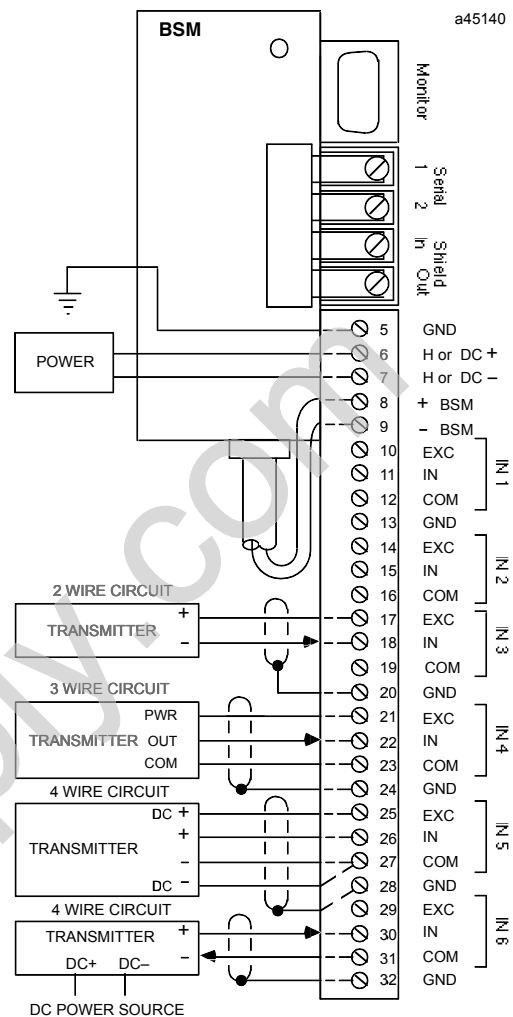 a45140
BSM
Monitor
Serial
1
2
Shield
In
Out
5 GND
POWER
6 H or DC +
7 H or DC –
8 + BSM
9 – BSM
10 EXC
11 IN
12 COM
IN 1
13 GND
14 EXC
15 IN
16 COM
IN 2
2 WIRE CIRCUIT
TRANSMITTER
+
–
17 EXC
18 IN
19 COM
IN 3
20 GND
3 WIRE CIRCUIT
TRANSMITTER
PWR
OUT
COM
21 EXC
22 IN
23 COM
IN 4
24 GND
4 WIRE CIRCUIT
TRANSMITTER
DC +
+
–
DC –
25 EXC
26 IN
27 COM
IN 5
28 GND
4 WIRE CIRCUIT
TRANSMITTER
+
–
DC+ DC–
29 EXC
30 IN
31 COM
IN 6
32 GND
DC POWER SOURCE
ply.com